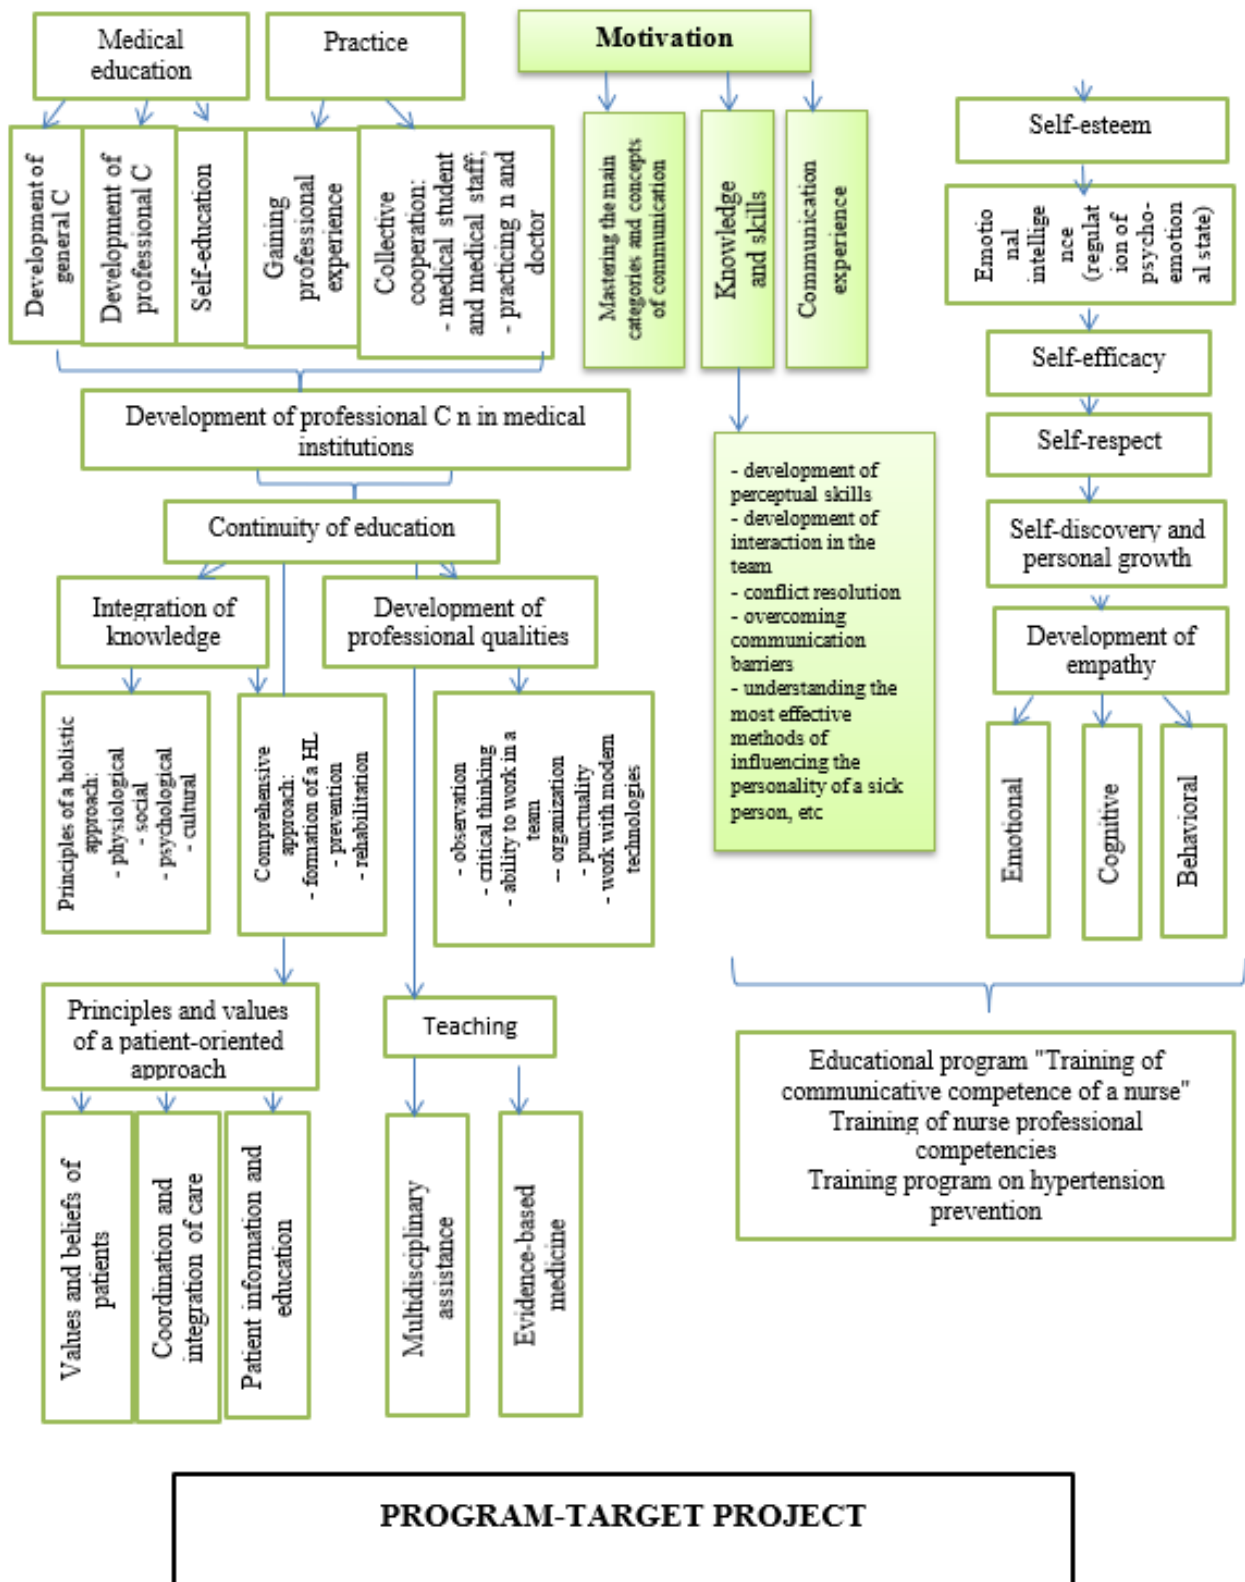 Medical
education
Practice
Motivation
Development of
general C
Development of
professional C
Self-education
Gaining
professional
experience
Collective
cooperation:
- medical student
and medical staff;
- practicing n and
doctor
Mastering the main
categories and concepts
of communication
Knowledge
and skills
Communication
experience
Self-esteem
Emotio
nal
intellige
nce
(regulat
ion of
psycho-
emotion
al state)
Self-efficacy
Self-respect
Self-discovery and
personal growth
Development of
empathy
Emotional
Cognitive
Behavioral
Development of professional C n in medical
institutions
Continuity of education
Integration of
knowledge
Development of
professional qualities
Principles of a holistic
approach:
- physiological
- social
- psychological
- cultural
Comprehensive
approach:
- formation of a HL
- prevention
- rehabilitation
- observation
- critical thinking
- ability to work in a
team
-- organization
- punctuality
- work with modern
technologies
- development of
perceptual skills
- development of
interaction in the
team
- conflict resolution
- overcoming
communication
barriers
- understanding the
most effective
methods of
influencing the
personality of a sick
person, etc
Principles and values
of a patient-oriented
approach
Teaching
Values and beliefs of
patients
Coordination and
integration of care
Patient information and
education
Multidisciplinary
assistance
Evidence-based
medicine
Educational program "Training of
communicative competence of a nurse"
Training of nurse professional
competencies
Training program on hypertension
prevention
PROGRAM-TARGET PROJECT